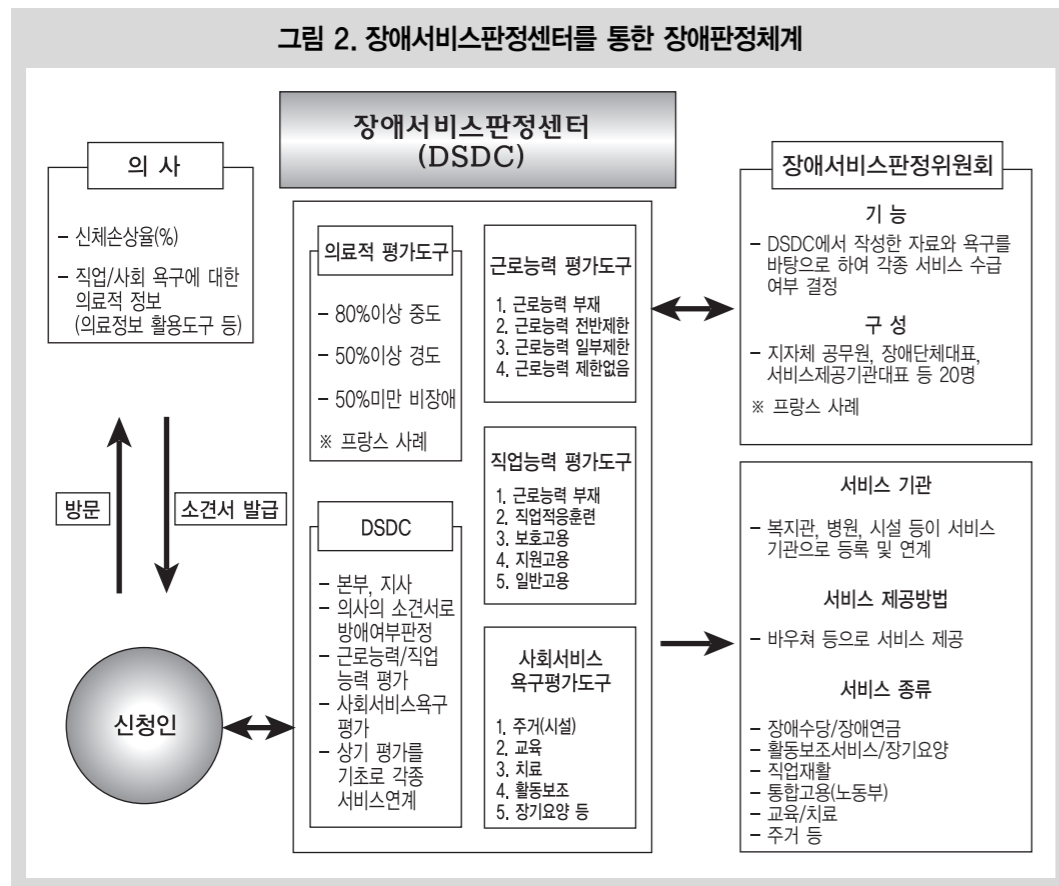 그림 2. 장애서비스판정센터를 통한 장애판정체계
장애서비스판정센터
(DSDC)
의 사
– 신체손상율(%)
– 직업/사회 욕구에 대한
의료적 정보
(의료정보 활용도구 등)
방문
소견서 발급
신청인
의료적 평가도구
– 80%이상 중도
– 50%이상 경도
– 50%미만 비장애
※ 프랑스 사례
DSDC
– 본부, 지사
– 의사의 소견서로
방애여부판정
– 근로능력/직업
능력 평가
– 사회서비스욕구
평가
– 상기 평가를
기초로 각종
서비스연계
근로능력 평가도구
1. 근로능력 부재
2. 근로능력 전반제한
3. 근로능력 일부제한
4. 근로능력 제한없음
직업능력 평가도구
1. 근로능력 부재
2. 직업적응훈련
3. 보호고용
4. 지원고용
5. 일반고용
사회서비스
욕구평가도구
1. 주거(시설)
2. 교육
3. 치료
4. 활동보조
5. 장기요양 등
장애서비스판정위원회
기 능
– DSDC에서 작성한 자료와 욕구를
바탕으로 하여 각종 서비스 수급
여부 결정
구 성
– 지자체 공무원, 장애단체대표,
서비스제공기관대표 등 20명
※ 프랑스 사례
서비스 기관
– 복지관, 병원, 시설 등이 서비스
기관으로 등록 및 연계
서비스 제공방법
– 바우쳐 등으로 서비스 제공
서비스 종류
– 장애수당/장애연금
– 활동보조서비스/장기요양
– 직업재활
– 통합고용(노동부)
– 교육/치료
– 주거 등